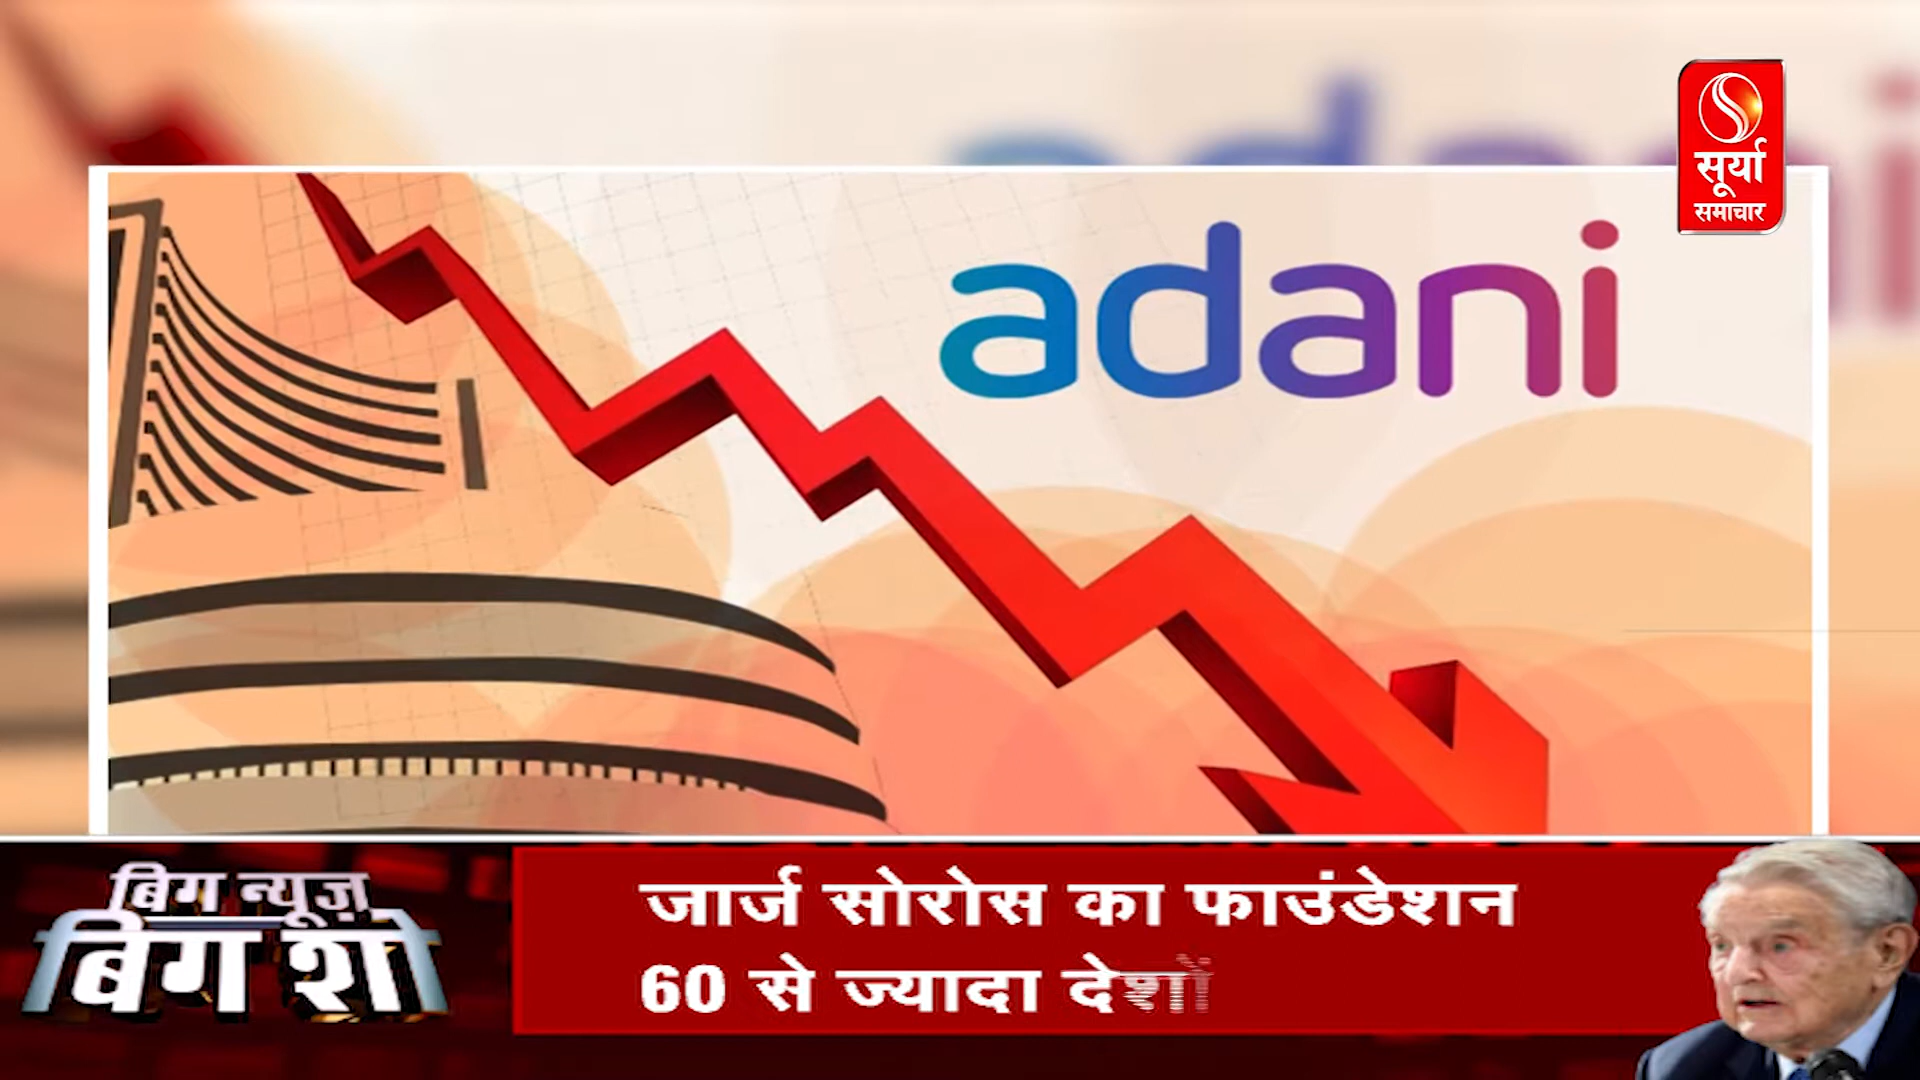 सूर्या
समाचार
adani
बिग न्यूज़
बिग शो
जार्ज सोरोस का फाउंडेशन
60 से ज्यादा देशों